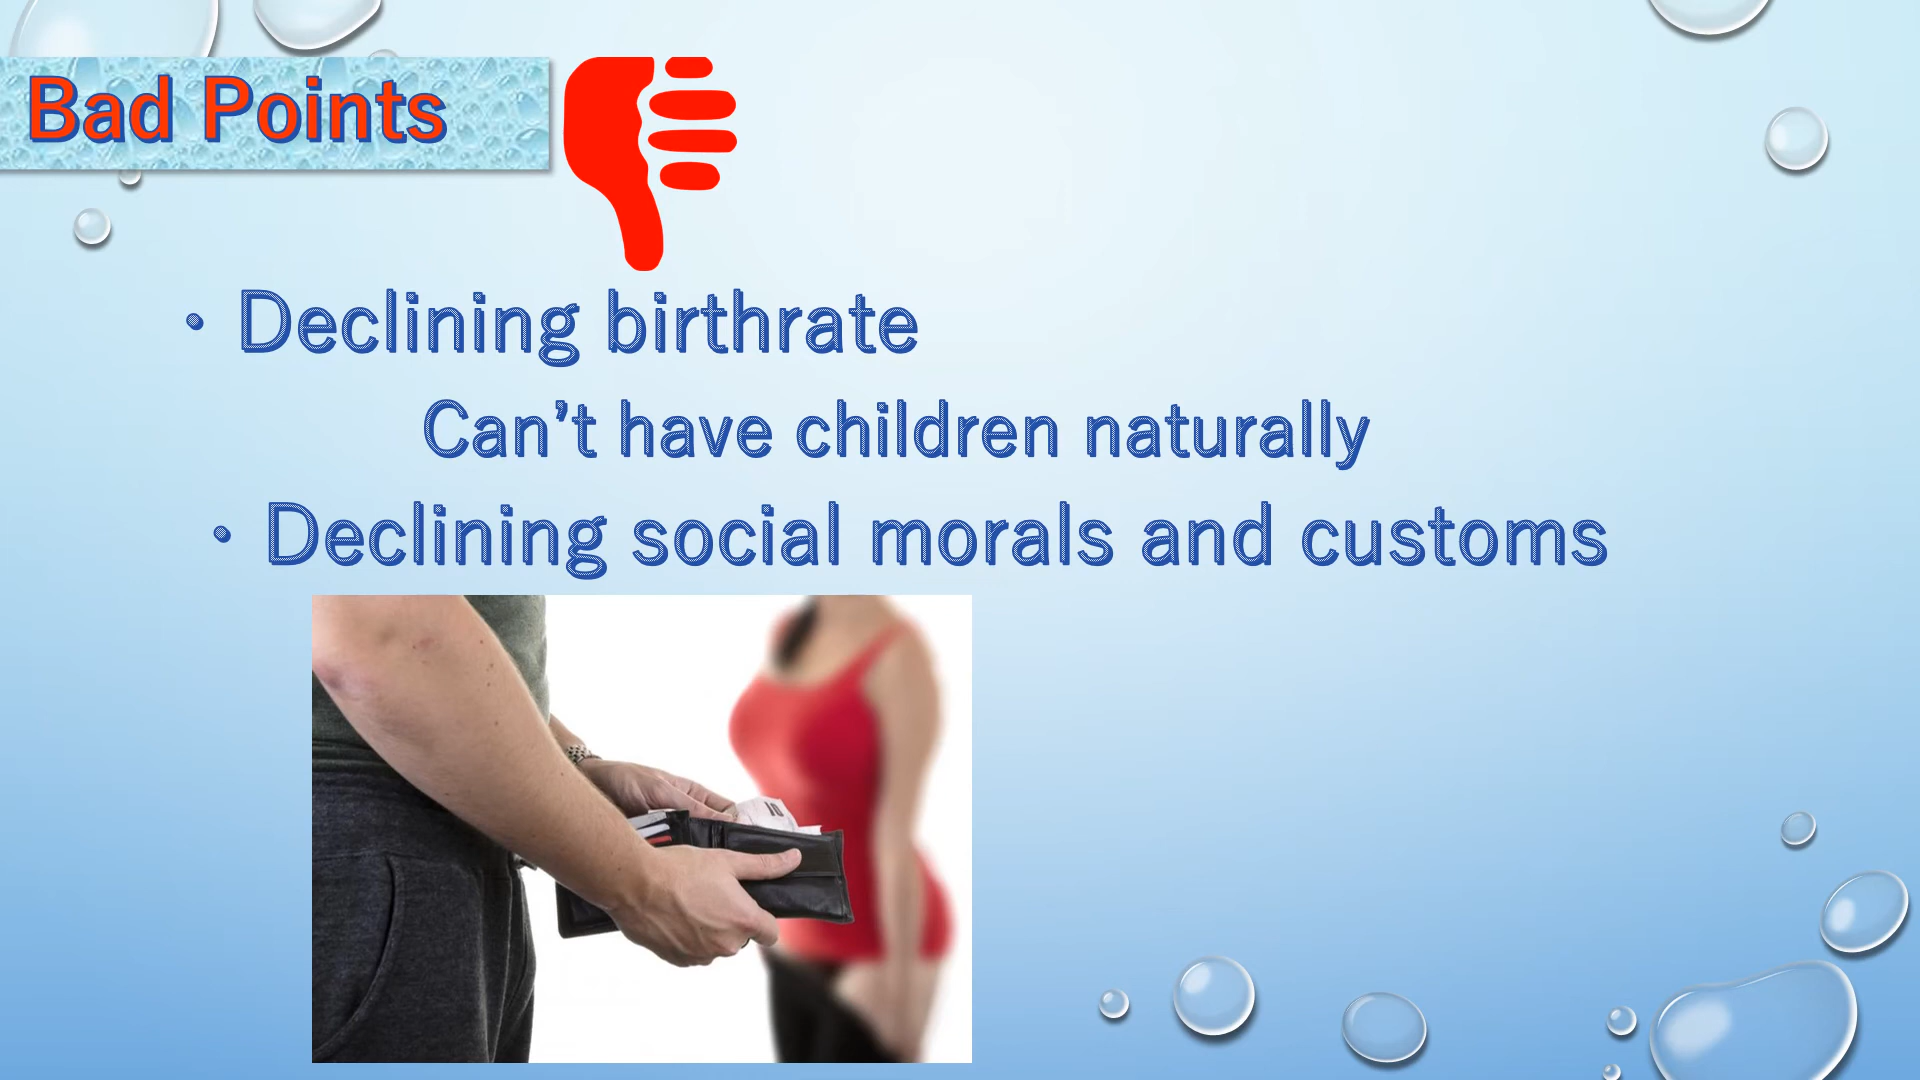 Bad Points
・Declining birthrate
Can’t have children naturally
・Declining social morals and customs